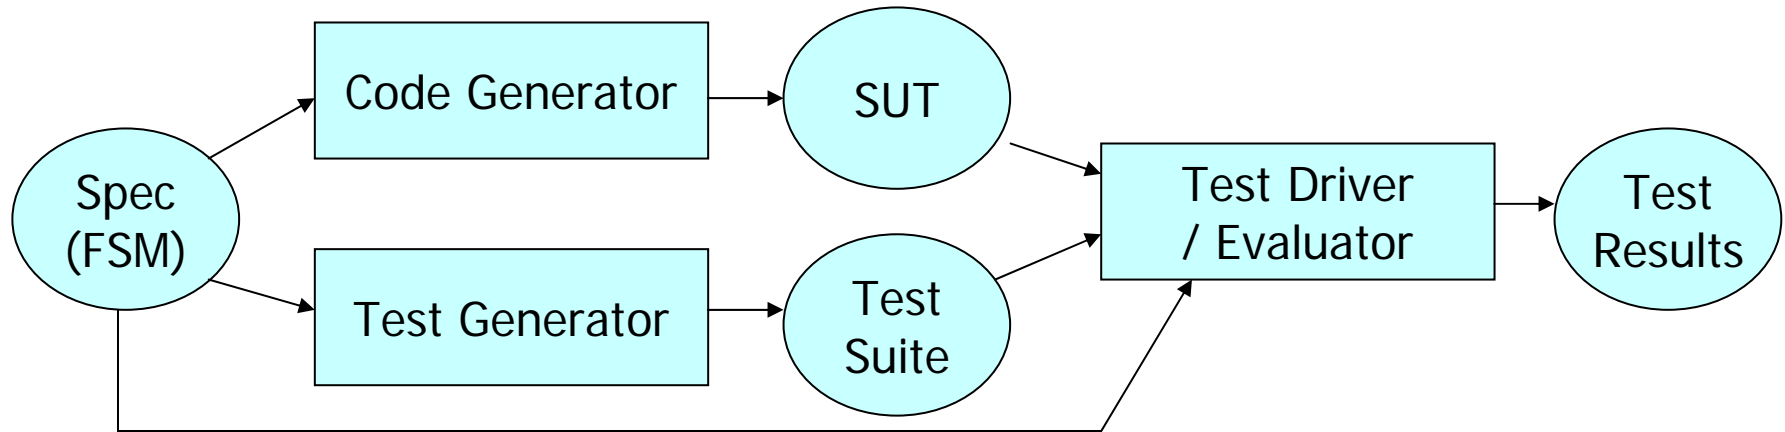 Code Generator
SUT
Spec
(FSM)
Test Driver
/ Evaluator
Test
Results
Test Generator
Test
Suite